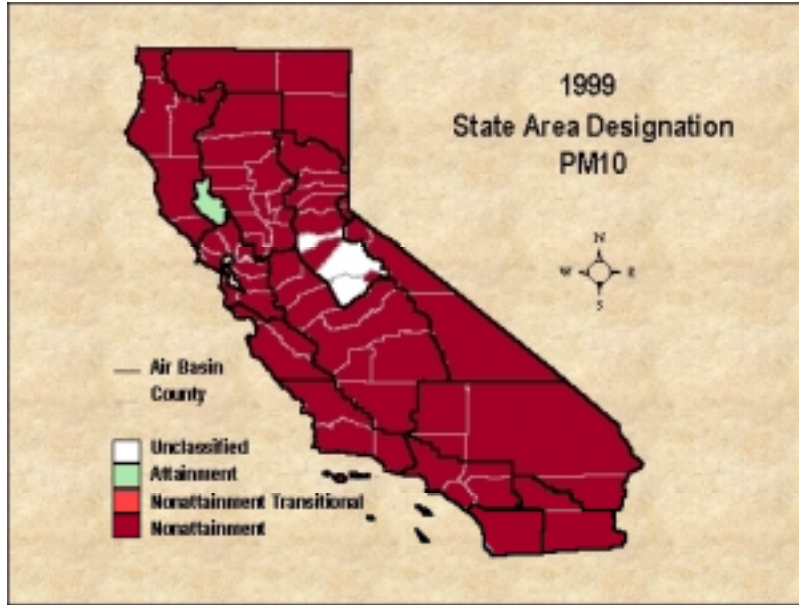 1999
State Area Designation
PM10
N
W E
S
Air Basin
County
Unclassified
Attainment
Nonattainment Transitional
Nonattainment